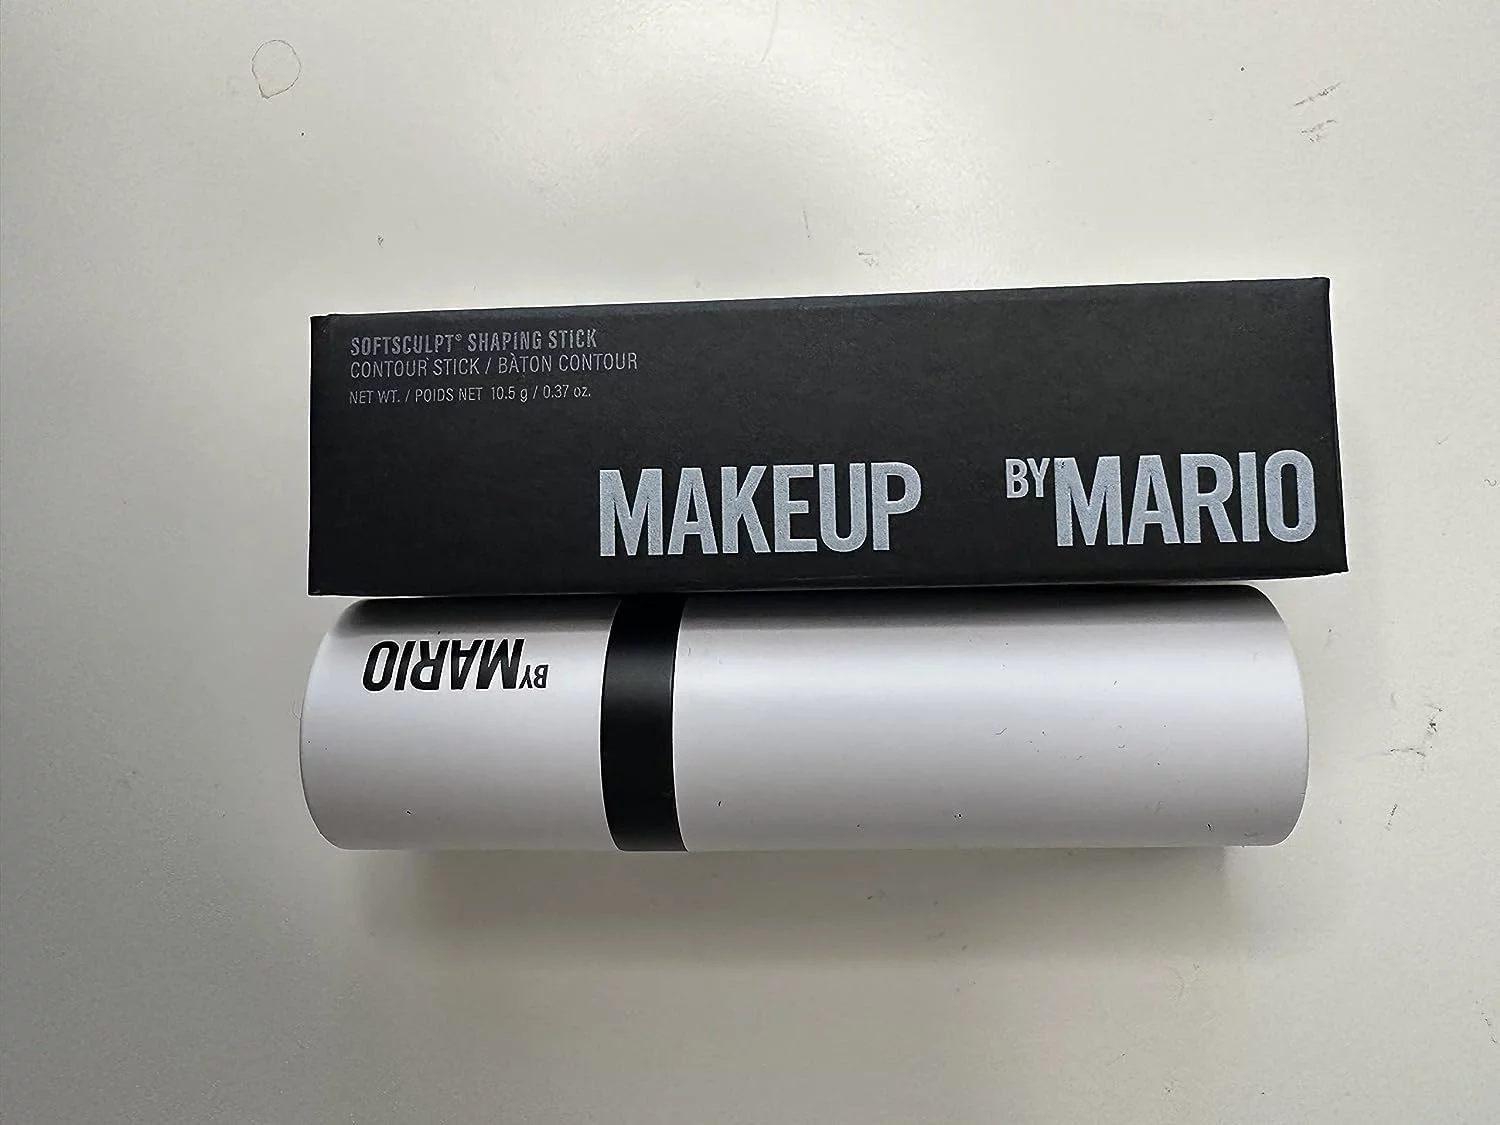 SOFTSCULPT® SHAPING STICK
CONTOUR STICK / BÀTON CONTOUR
NET WT. / POIDS NET 10.5 g / 0.37 oz.
MAKEUP BY MARIO
BY MARIO